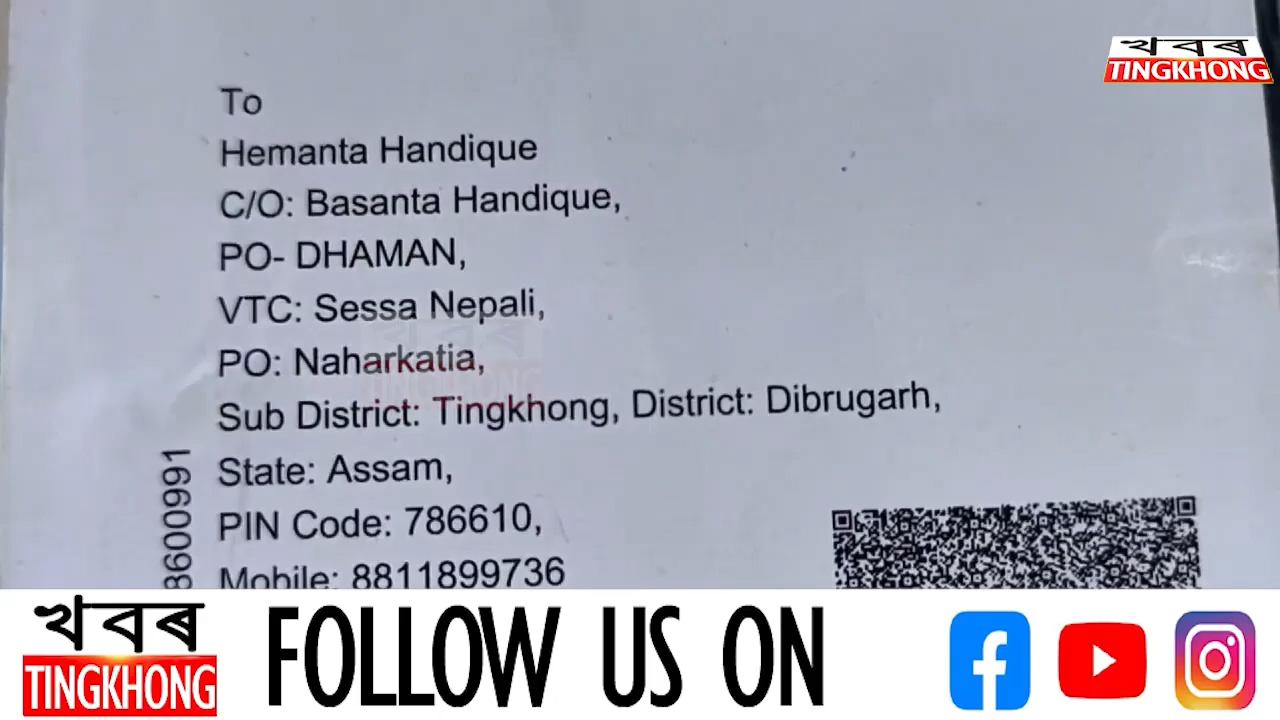 খবৰ
TINGKHONG
To
Hemanta Handique
C/O: Basanta Handique,
PO- DHAMAN,
VTC: Sessa Nepali,
PO: Naharkatia,
Sub District: Tingkhong, District: Dibrugarh,
State: Assam,
PIN Code: 786610,
Mobile: 8811899736
8600991
খবৰ
TINGKHONG
FOLLOW US ON